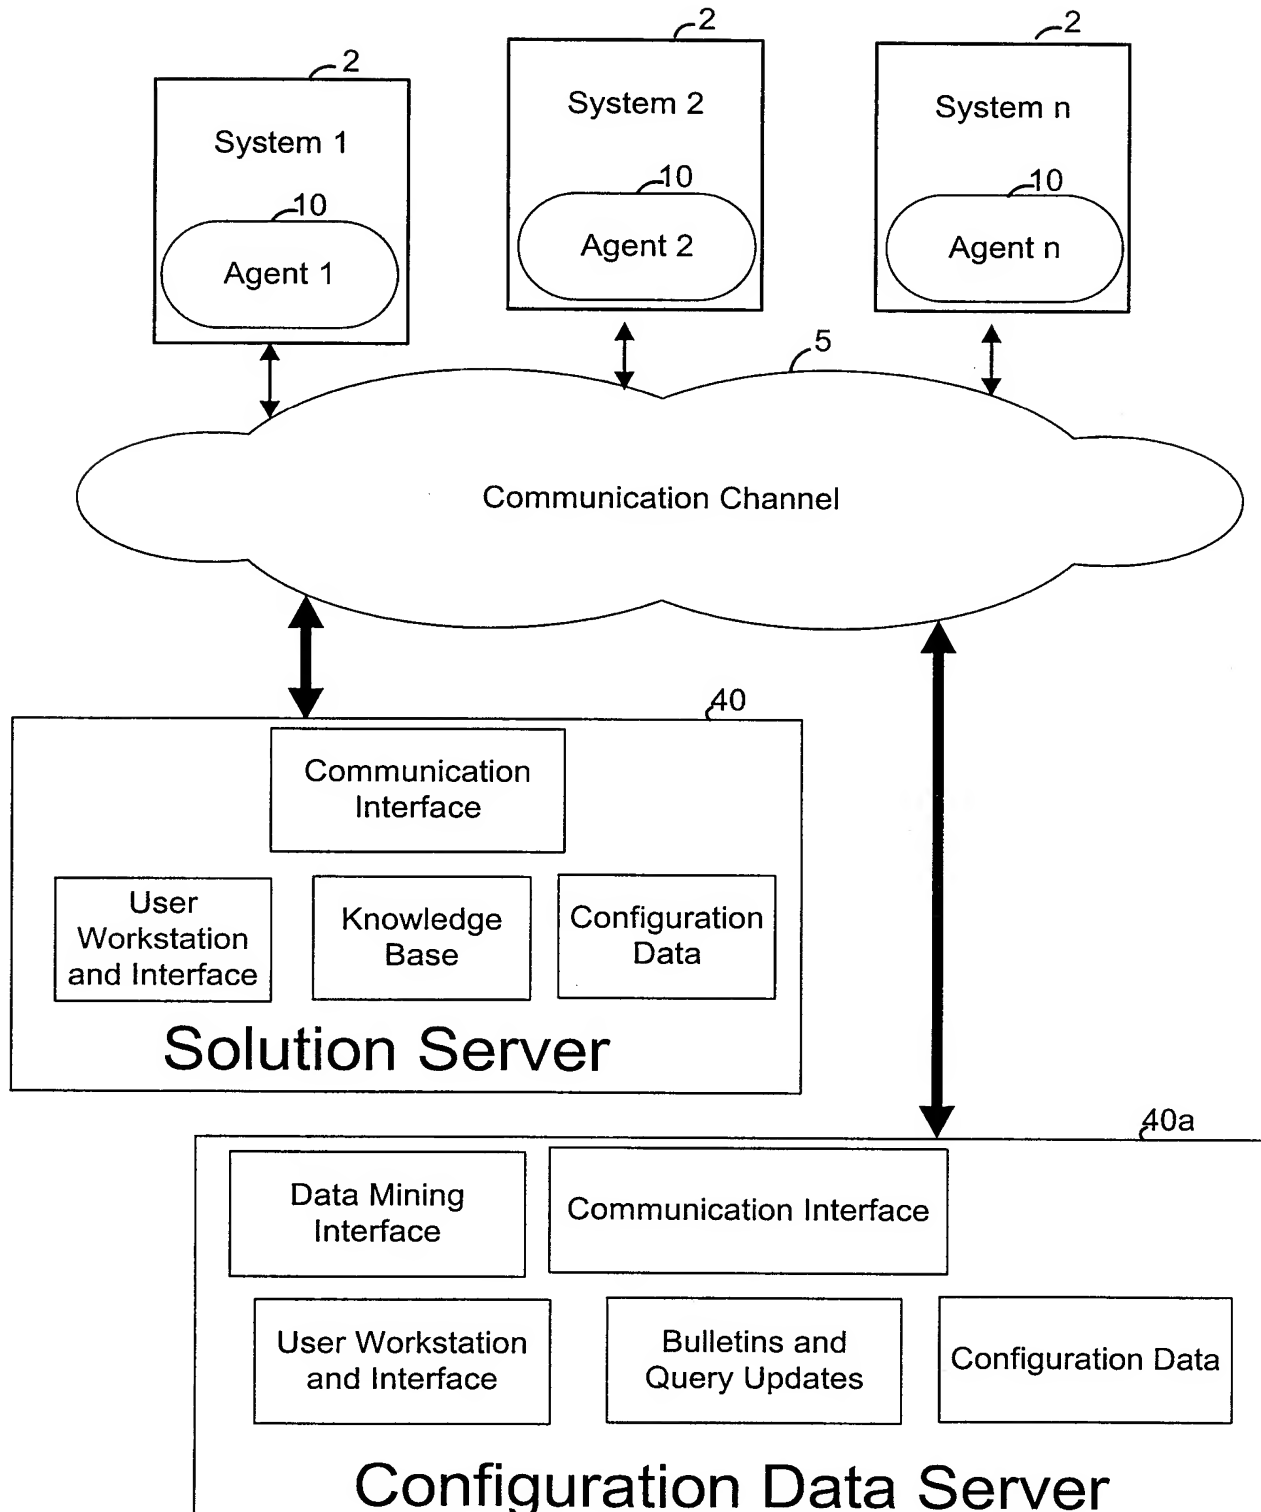 2
2
2
System 1
System 2
System n
10
10
10
Agent 1
Agent 2
Agent n
5
Communication Channel
40
Communication
Interface
User
Workstation
and Interface
Knowledge
Base
Configuration
Data
Solution Server
40a
Data Mining
Interface
Communication Interface
User Workstation
and Interface
Bulletins and
Query Updates
Configuration Data
Configuration Data Server